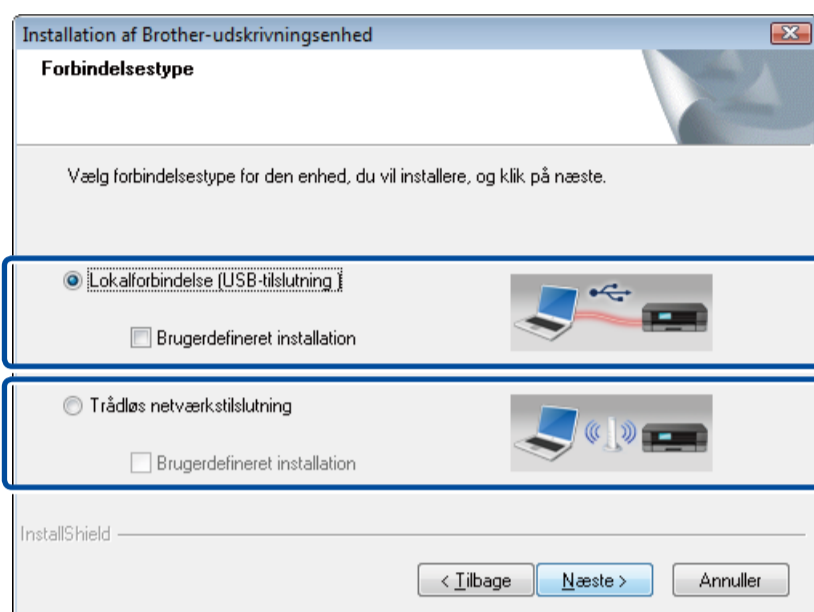 Installation af Brother-udskrivningsenhed
Forbindelsestype
Vælg forbindelsestype for den enhed, du vil installere, og klik på næste.
Lokalforbindelse (USB-tilslutning )
Brugerdefineret installation
Trådløs netværkstilslutning
Brugerdefineret installation
InstallShield
< Tilbage
Næste >
Annuller